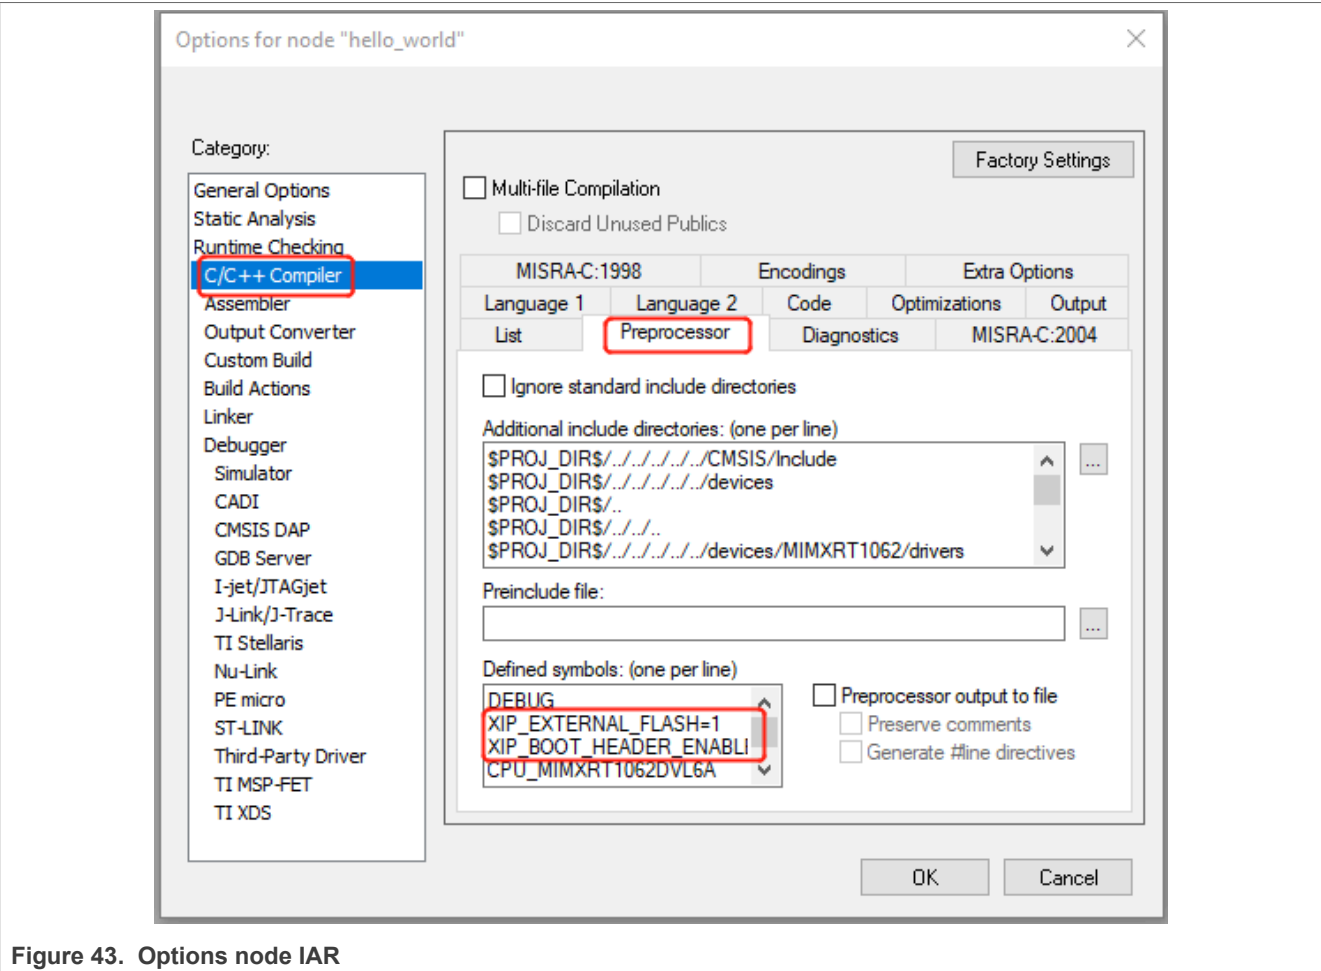 Options for node "hello_world"
Category:
General Options
Static Analysis
Runtime Checking
C/C++ Compiler
Assembler
Output Converter
Custom Build
Build Actions
Linker
Debugger
Simulator
CADI
CMSIS DAP
GDB Server
I-jet/JTAGjet
J-Link/J-Trace
TI Stellaris
Nu-Link
PE micro
ST-LINK
Third-Party Driver
TI MSP-FET
TI XDS
Factory Settings
Multi-file Compilation
Discard Unused Publics
MISRA-C:1998 Encodings Extra Options
Language 1 Language 2 Code Optimizations Output
List Preprocessor Diagnostics MISRA-C:2004
Ignore standard include directories
Additional include directories: (one per line)
$PROJ_DIR$/../../../../../CMSIS/Include
$PROJ_DIR$/../../../../../devices
$PROJ_DIR$/..
$PROJ_DIR$/../../..
$PROJ_DIR$/../../../../../devices/MIMXRT1062/drivers
...
Preinclude file:
...
Defined symbols: (one per line)
DEBUG
XIP_EXTERNAL_FLASH=1
XIP_BOOT_HEADER_ENABLI
CPU_MIMXRT1062DVL6A
Preprocessor output to file
Preserve comments
Generate #line directives
OK Cancel
Figure 43. Options node IAR